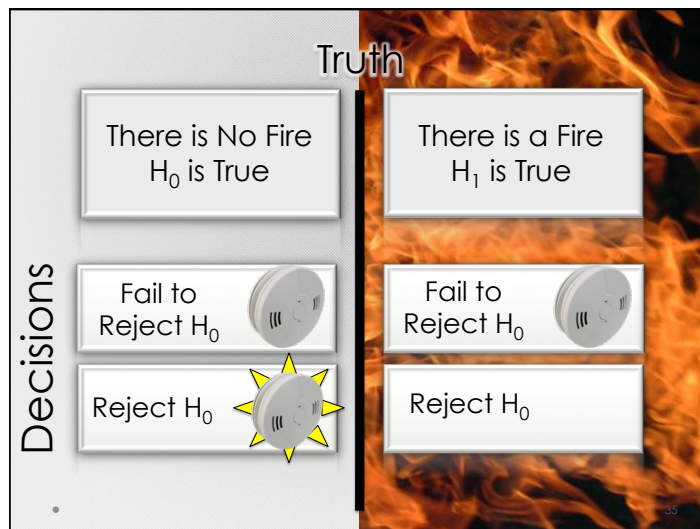 Truth
There is No Fire
H₀ is True
There is a Fire
H₁ is True
Decisions
Fail to
Reject H₀
Fail to
Reject H₀
Reject H₀
Reject H₀
35